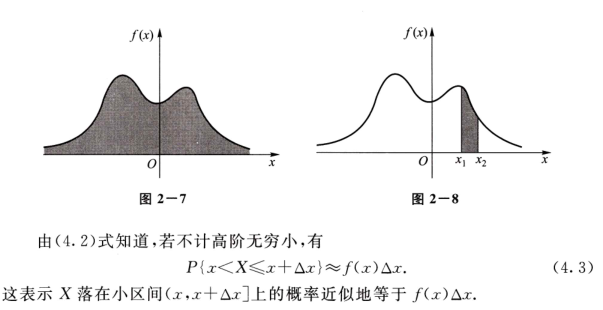 f(x)
f(x)
O
x
O
x₁
x₂
x
图 2-7
图 2-8
由(4.2)式知道,若不计高阶无穷小,有
P{x<X≤x+Δx}≈f(x)Δx.
(4.3)
这表示 X 落在小区间(x,x+Δx]上的概率近似地等于 f(x)Δx.